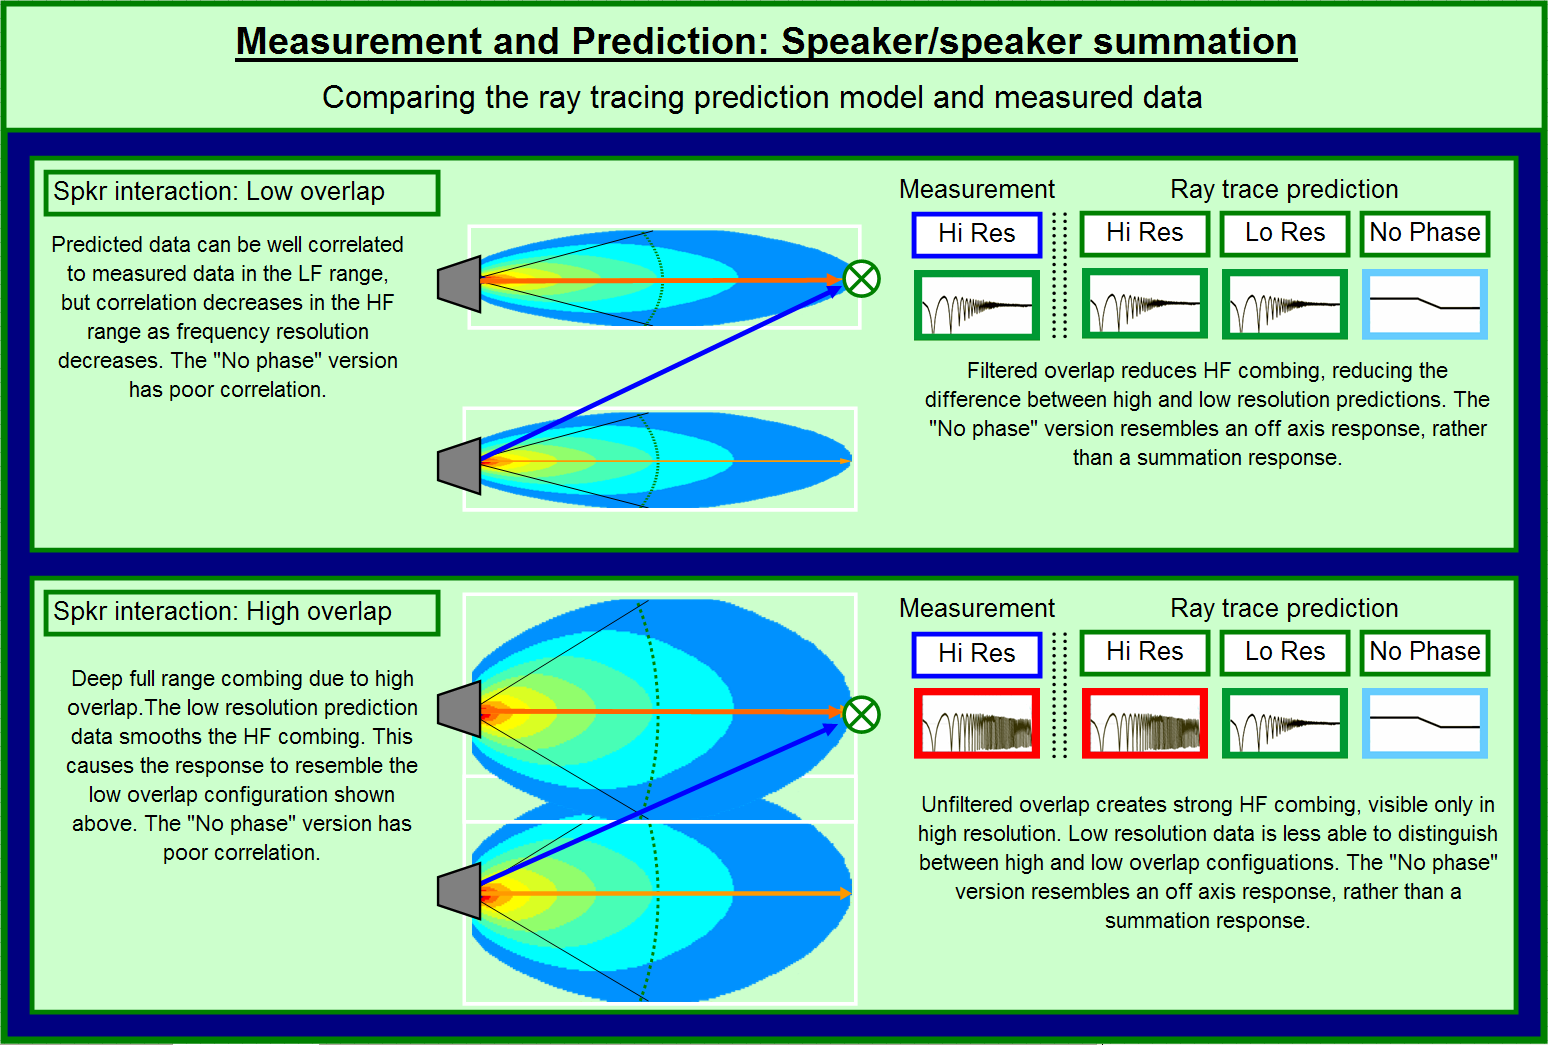 Measurement and Prediction: Speaker/speaker summation
Comparing the ray tracing prediction model and measured data
Spkr interaction: Low overlap
Predicted data can be well correlated
to measured data in the LF range,
but correlation decreases in the HF
range as frequency resolution
decreases. The "No phase" version
has poor correlation.
Measurement
Ray trace prediction
Hi Res
Hi Res
Lo Res
No Phase
Filtered overlap reduces HF combing, reducing the
difference between high and low resolution predictions. The
"No phase" version resembles an off axis response, rather
than a summation response.
Spkr interaction: High overlap
Deep full range combing due to high
overlap.The low resolution prediction
data smooths the HF combing. This
causes the response to resemble the
low overlap configuration shown
above. The "No phase" version has
poor correlation.
Measurement
Ray trace prediction
Hi Res
Hi Res
Lo Res
No Phase
Unfiltered overlap creates strong HF combing, visible only in
high resolution. Low resolution data is less able to distinguish
between high and low overlap configuations. The "No phase"
version resembles an off axis response, rather than a
summation response.